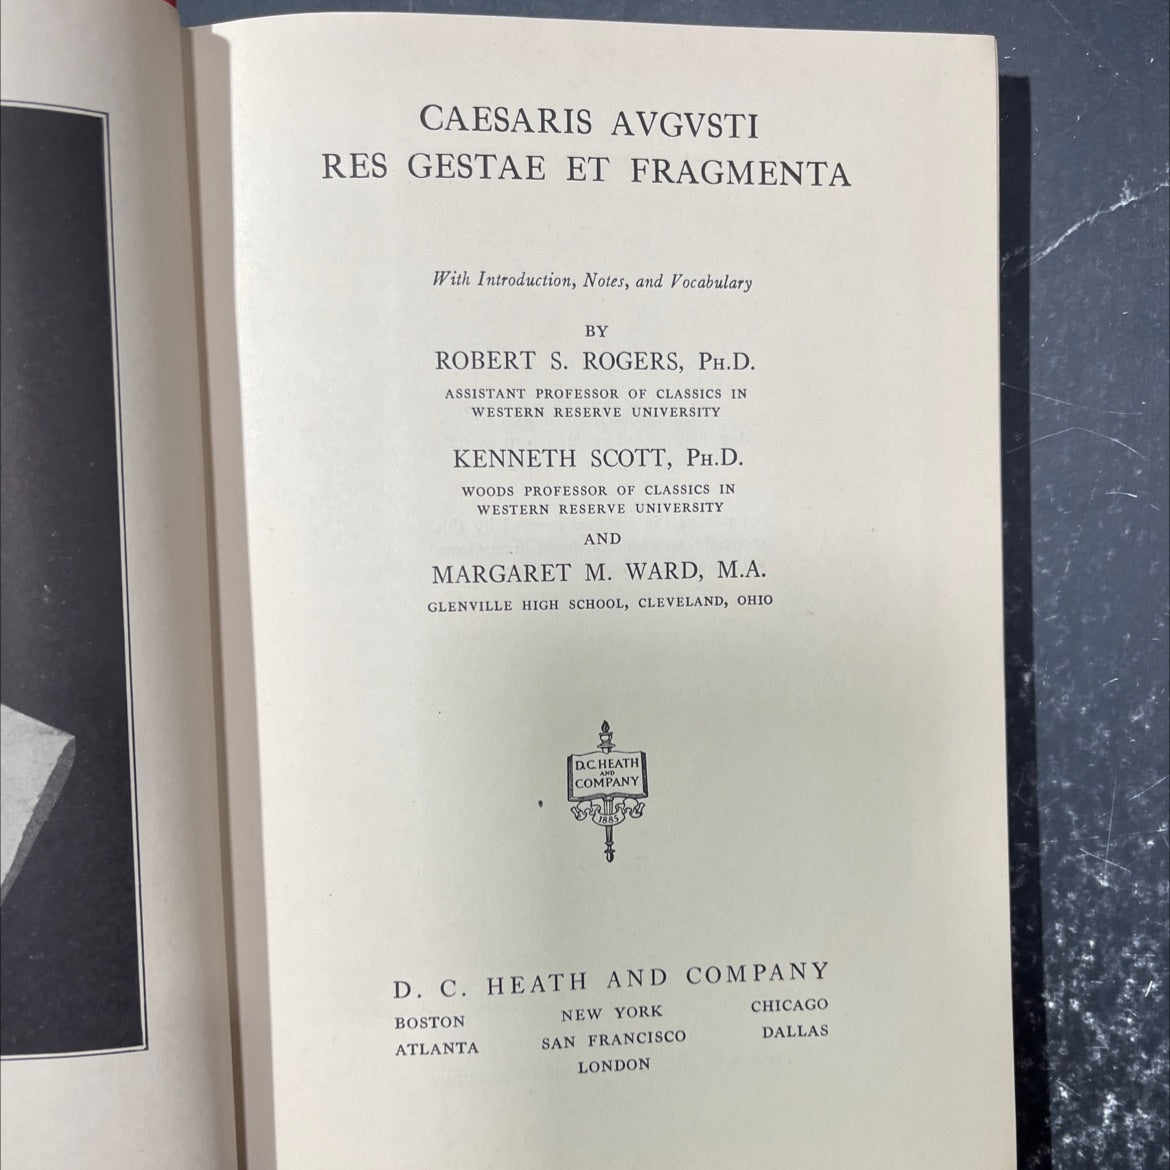 CAESARIS AVGVSTI
RES GESTAE ET FRAGMENTA
With Introduction, Notes, and Vocabulary
BY
ROBERT S. ROGERS, PH.D.
ASSISTANT PROFESSOR OF CLASSICS IN
WESTERN RESERVE UNIVERSITY
KENNETH SCOTT, PH.D.
WOODS PROFESSOR OF CLASSICS IN
WESTERN RESERVE UNIVERSITY
AND
MARGARET M. WARD, M.A.
GLENVILLE HIGH SCHOOL, CLEVELAND, OHIO
D.C. HEATH
AND
COMPANY
1885
D. C. HEATH AND COMPANY
BOSTON NEW YORK CHICAGO
ATLANTA SAN FRANCISCO DALLAS
LONDON